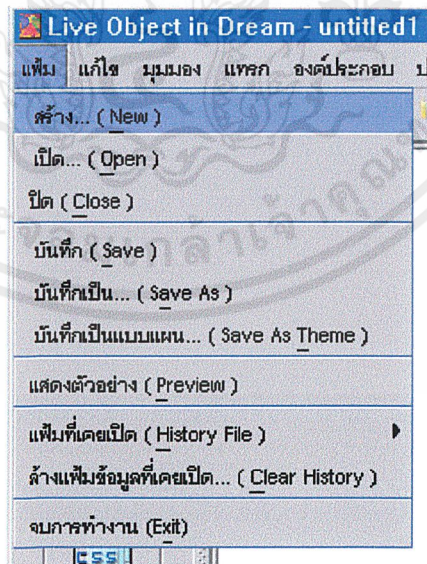 Live Object in Dream - untitled1
แฟ้ม แก้ไข มุมมอง แทรก องค์ประกอบ ป
สร้าง... ( New )
เปิด... ( Open )
ปิด ( Close )
บันทึก ( Save )
บันทึกเป็น... ( Save As )
บันทึกเป็นแบบแผน... ( Save As Theme )
แสดงตัวอย่าง ( Preview )
แฟ้มที่เคยเปิด ( History File )
ล้างแฟ้มข้อมูลที่เคยเปิด... ( Clear History )
จบการทำงาน (Exit)
CSS